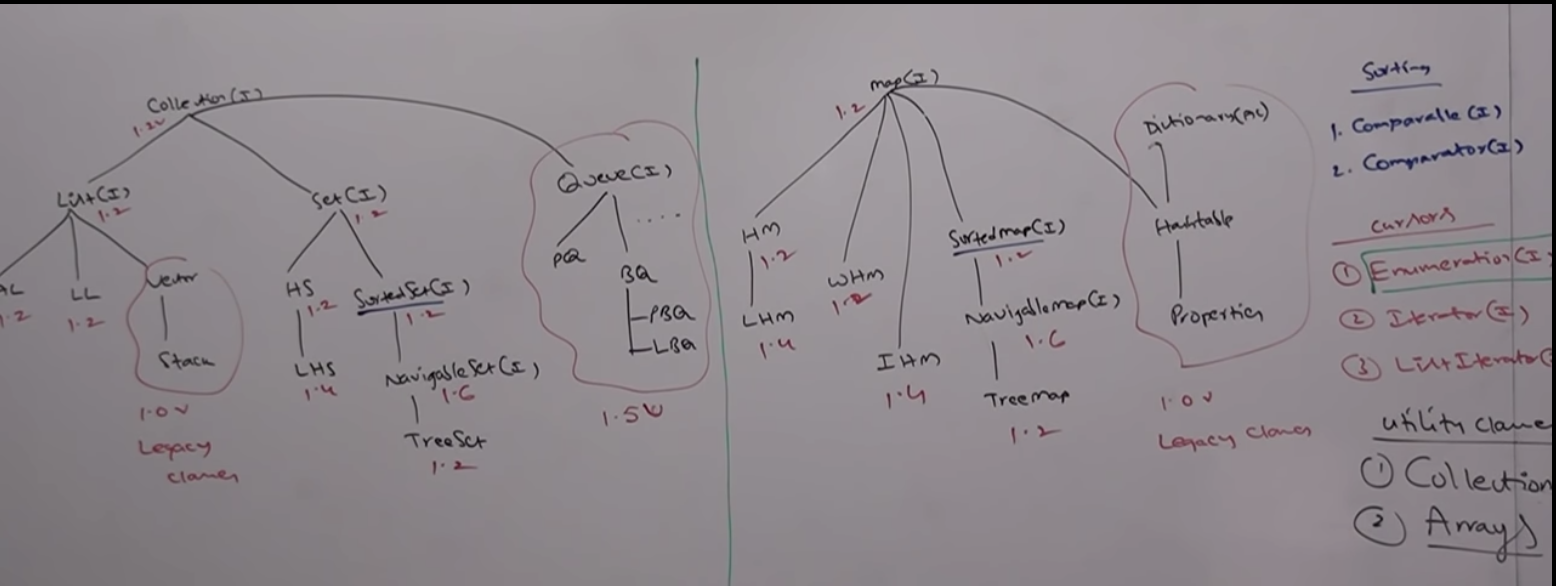 Collection(I)
1.2v
List(I)
1.2
AL
1.2
LL
1.2
Vector
Stack
1.0 v
Legacy
classes
Set(I)
1.2
HS
1.2
LHS
1.4
SortedSet(I)
1.2
NavigableSet(I)
1.6
TreeSet
1.2
Queue(I)
PQ
....
BQ
PBQ
LBQ
1.5 v
map(I)
1.2
HM
1.2
LHM
1.4
WHM
1.2
IHM
1.4
Sortedmap(I)
1.2
Navigablemap(I)
1.6
Treemap
1.2
Dictionary(AC)
Hashtable
Properties
1.0 v
Legacy classes
Sorting
1. Comparable (I)
2. Comparator(I)
Cursors
① Enumeration(I)
② Iterator(I)
③ ListIterator(
utility classe
① Collection
② Arrays